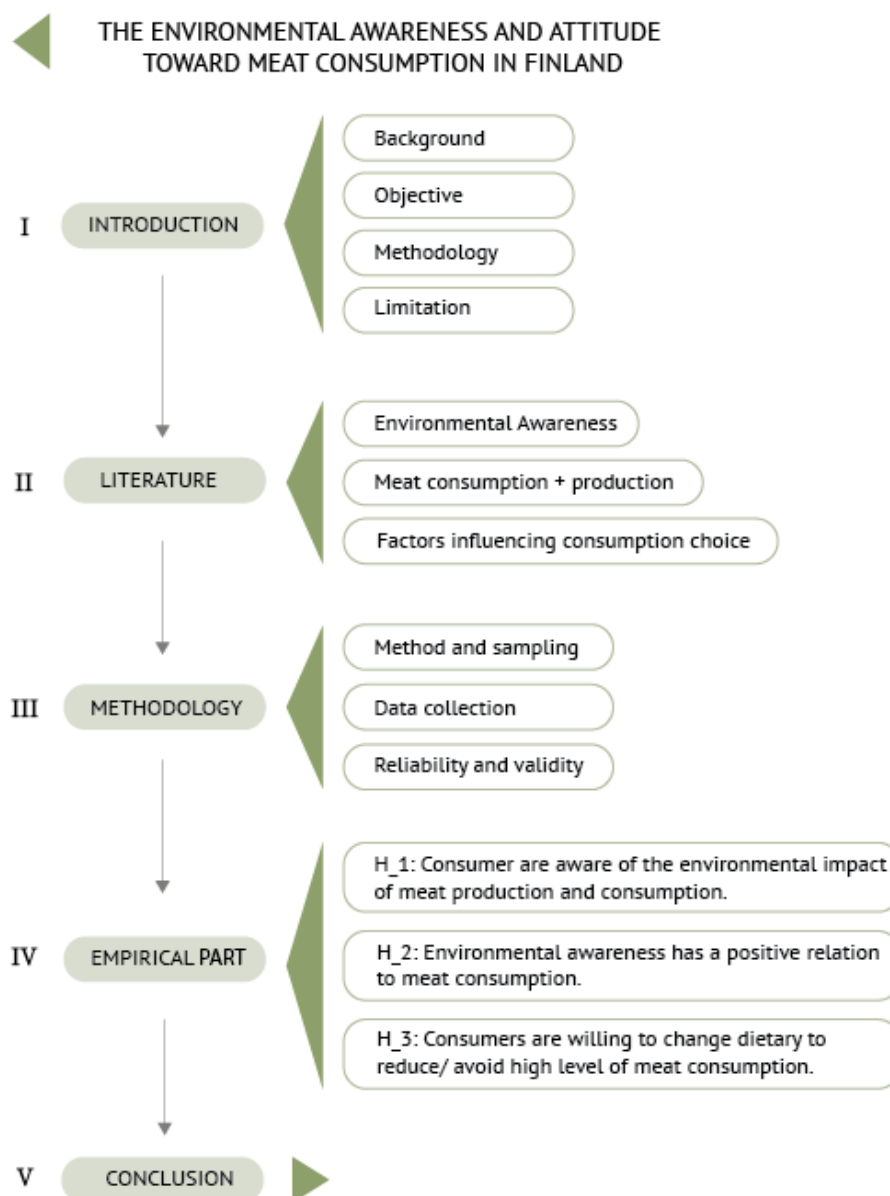 THE ENVIRONMENTAL AWARENESS AND ATTITUDE
TOWARD MEAT CONSUMPTION IN FINLAND
I
INTRODUCTION
Background
Objective
Methodology
Limitation
II
LITERATURE
Environmental Awareness
Meat consumption + production
Factors influencing consumption choice
III
METHODOLOGY
Method and sampling
Data collection
Reliability and validity
IV
EMPIRICAL PART
H_1: Consumer are aware of the environmental impact
of meat production and consumption.
H_2: Environmental awareness has a positive relation
to meat consumption.
H_3: Consumers are willing to change dietary to
reduce/ avoid high level of meat consumption.
V
CONCLUSION